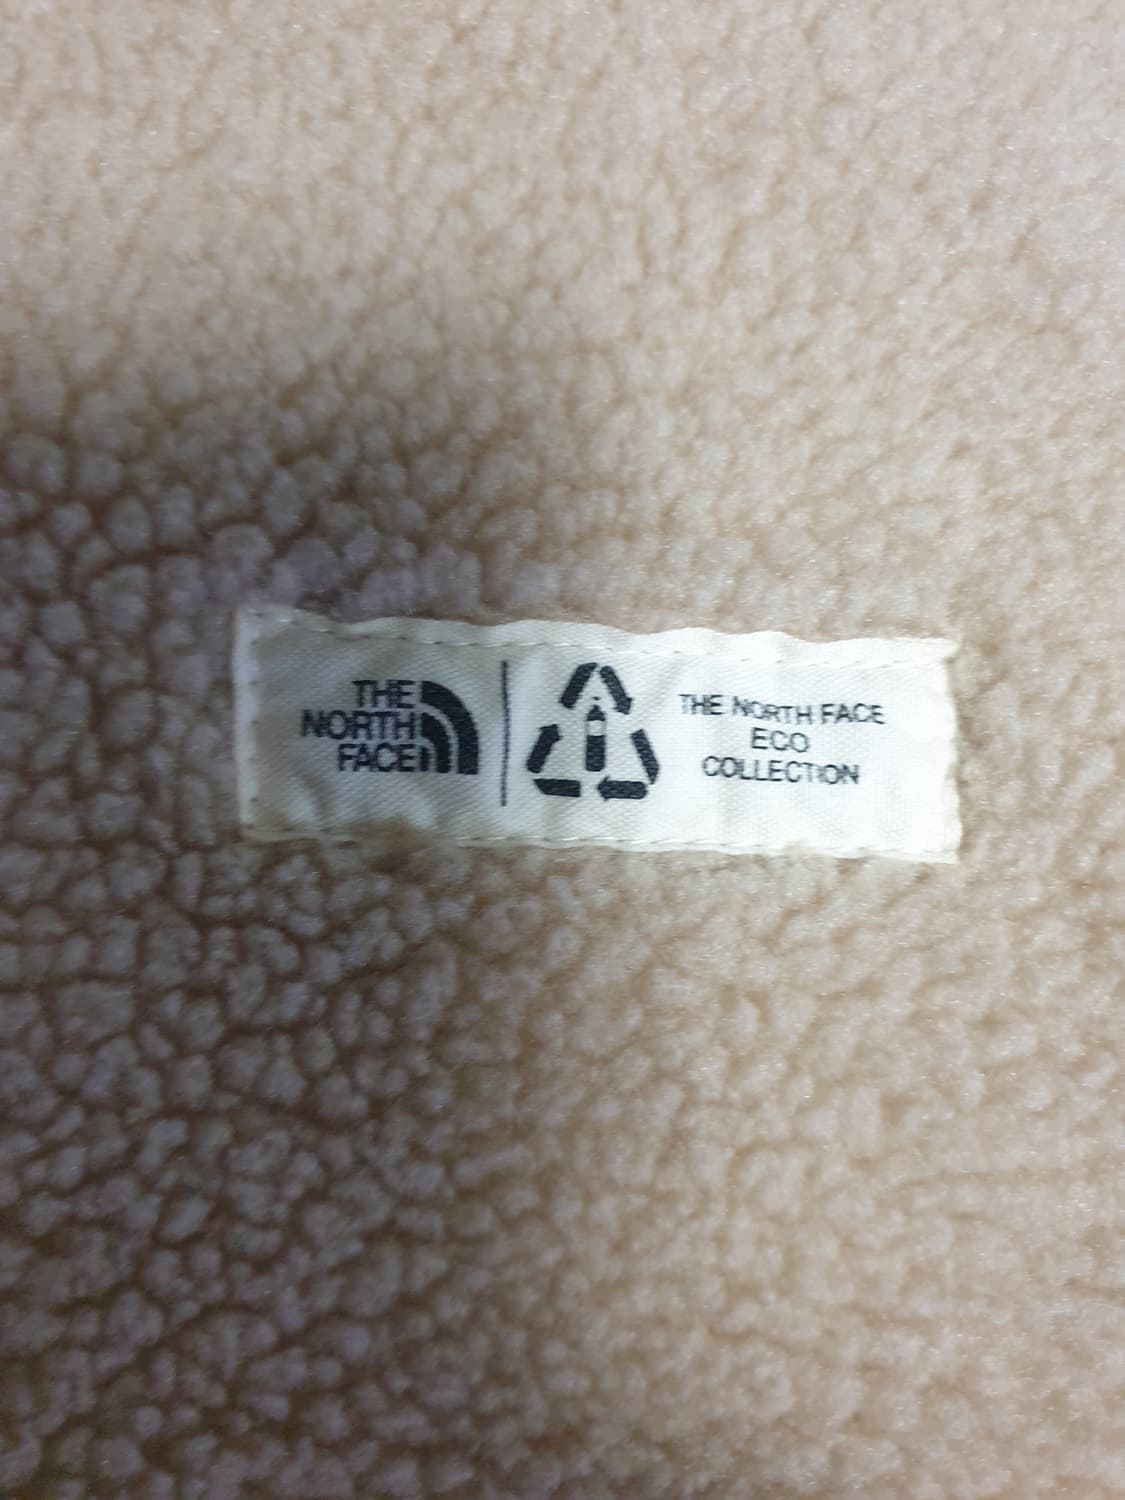 THE
NORTH
FACE
THE NORTH FACE
ECO
COLLECTION